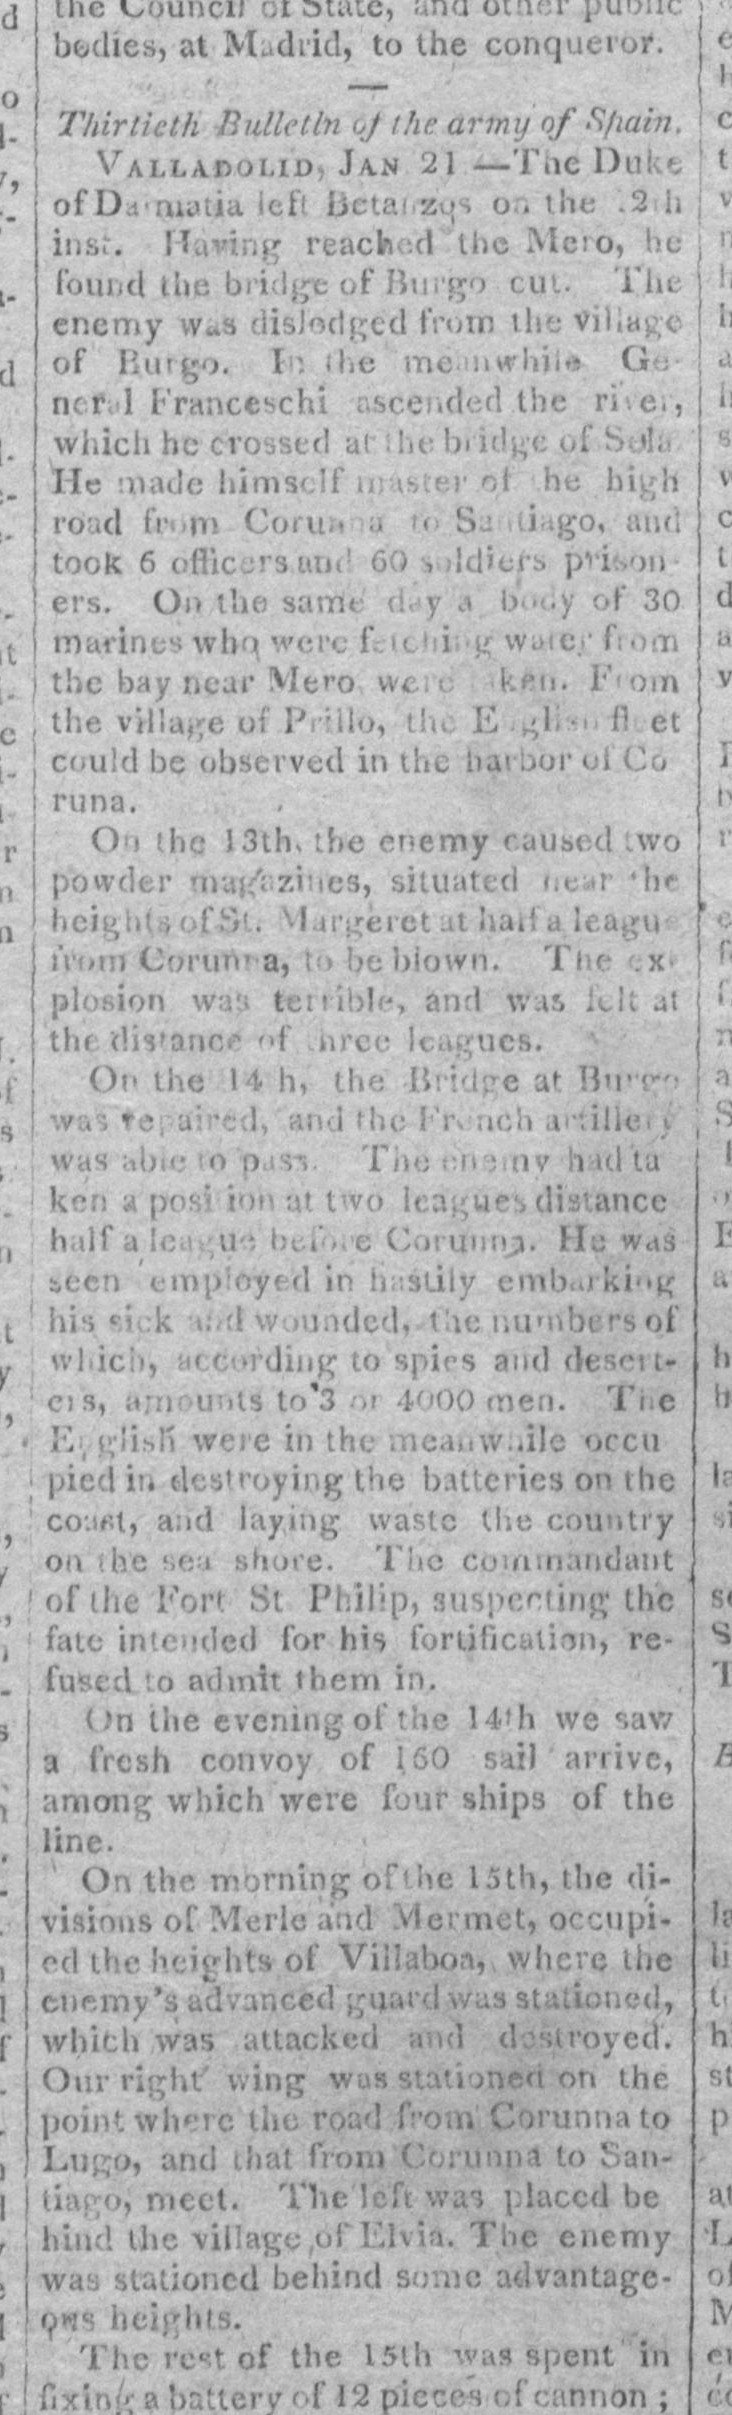 the Council of State, and other public
bodies, at Madrid, to the conqueror.
Thirtieth Bulletin of the army of Spain.
VALLADOLID, JAN 21 —The Duke
of Dalmatia left Betanzos on the 12th
inst. Having reached the Mero, he
found the bridge of Burgo cut. The
enemy was dislodged from the village
of Burgo. In the meanwhile Ge-
neral Franceschi ascended the river,
which he crossed at the bridge of Sela
He made himself master of the high
road from Corunna to Santiago, and
took 6 officers and 60 soldiers prison-
ers. On the same day a body of 30
marines who were fetching water from
the bay near Mero were taken. From
the village of Prillo, the English fleet
could be observed in the harbor of Co
runa.
On the 13th, the enemy caused two
powder magazines, situated near the
heights of St. Margeret at half a league
from Corunna, to be blown. The ex-
plosion was terrible, and was felt at
the distance of three leagues.
On the 14th, the Bridge at Burgo
was repaired, and the French artillery
was able to pass. The enemy had ta
ken a position at two leagues distance
half a league before Corunna. He was
seen employed in hastily embarking
his sick and wounded, the numbers of
which, according to spies and desert-
ers, amounts to 3 or 4000 men. The
English were in the meanwhile occu
pied in destroying the batteries on the
coast, and laying waste the country
on the sea shore. The commandant
of the Fort St Philip, suspecting the
fate intended for his fortification, re-
fused to admit them in.
On the evening of the 14th we saw
a fresh convoy of 160 sail arrive,
among which were four ships of the
line.
On the morning of the 15th, the di-
visions of Merle and Mermet, occupi-
ed the heights of Villaboa, where the
enemy's advanced guard was stationed,
which was attacked and destroyed.
Our right wing was stationed on the
point where the road from Corunna to
Lugo, and that from Corunna to San-
tiago, meet. The left was placed be
hind the village of Elvia. The enemy
was stationed behind some advantage-
ous heights.
The rest of the 15th was spent in
fixing a battery of 12 pieces of cannon ;